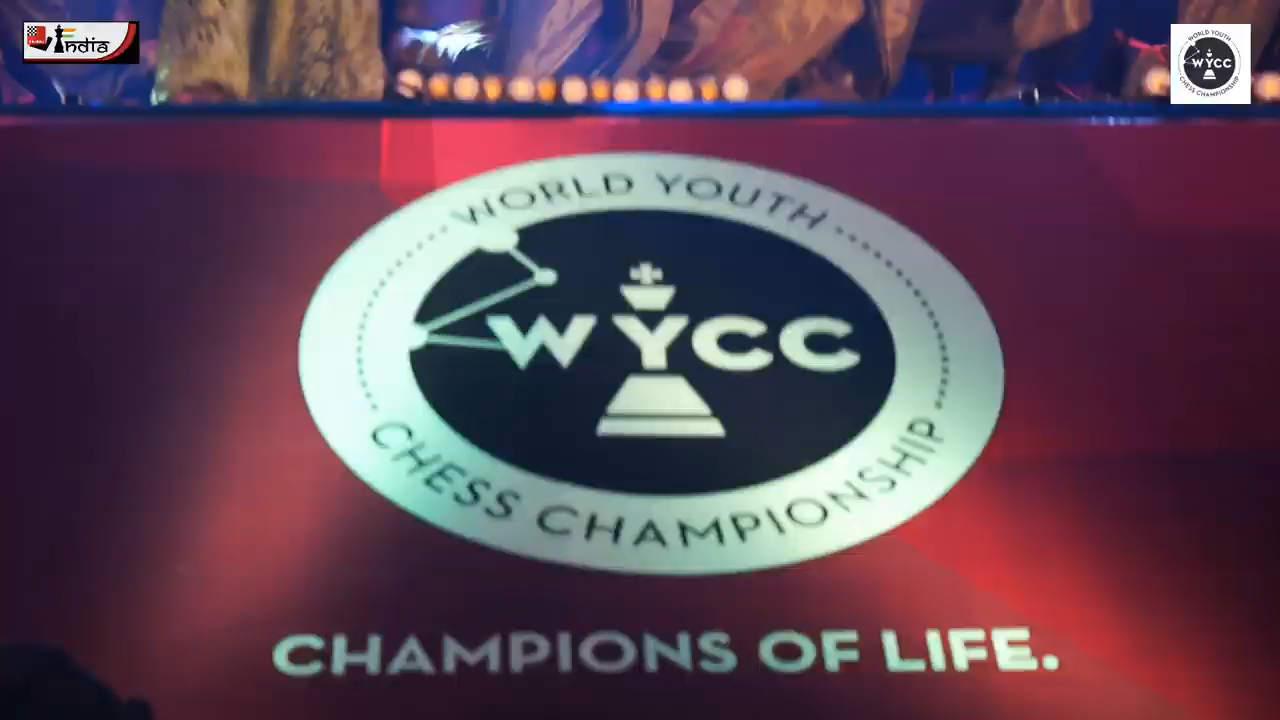 India
WORLD YOUTH
WYCC
CHESS CHAMPIONSHIP
WORLD YOUTH
WYCC
CHESS CHAMPIONSHIP
CHAMPIONS OF LIFE.